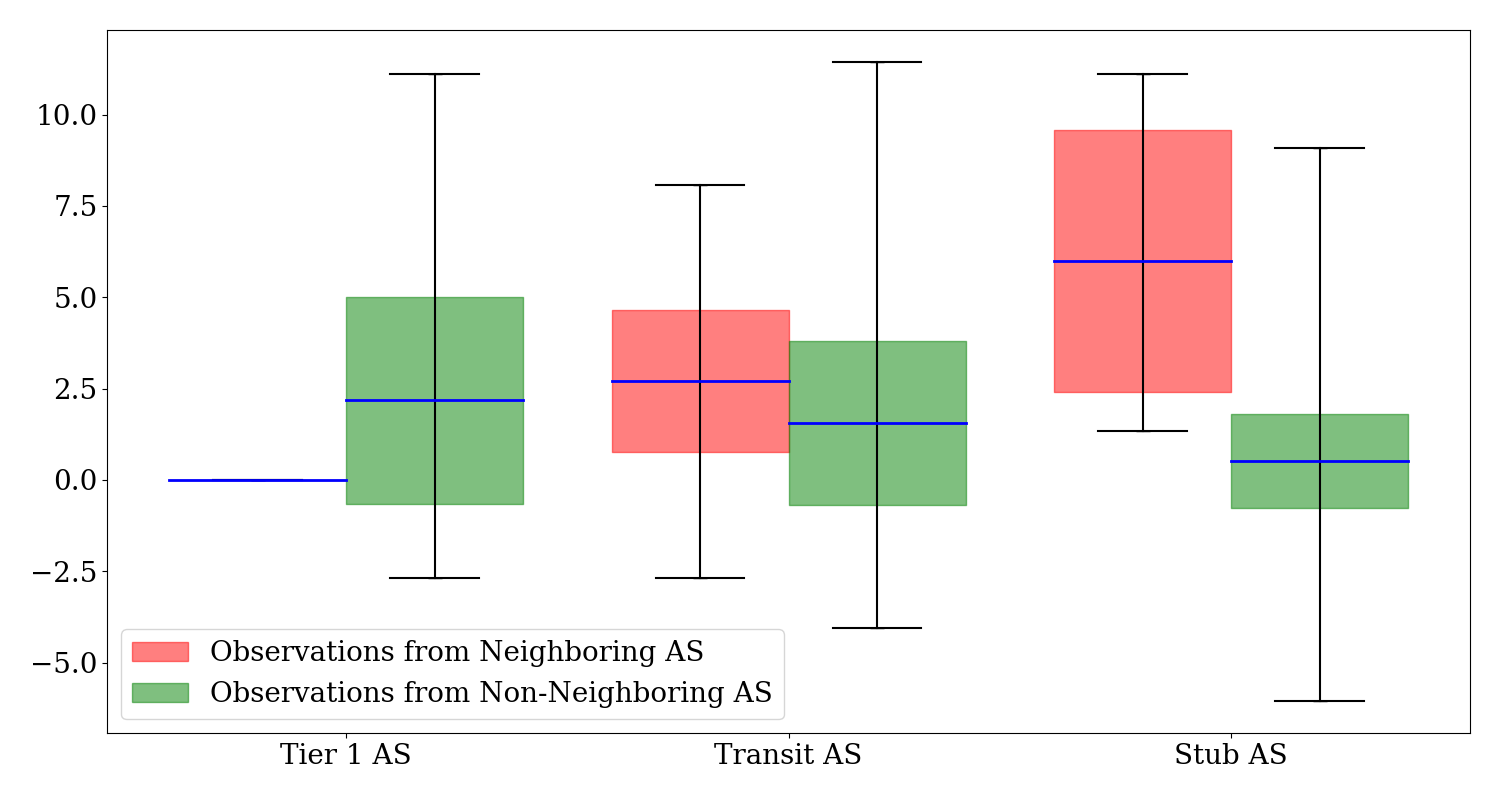 10.0
7.5
5.0
2.5
0.0
−2.5
−5.0
Observations from Neighboring AS
Observations from Non-Neighboring AS
Tier 1 AS
Transit AS
Stub AS